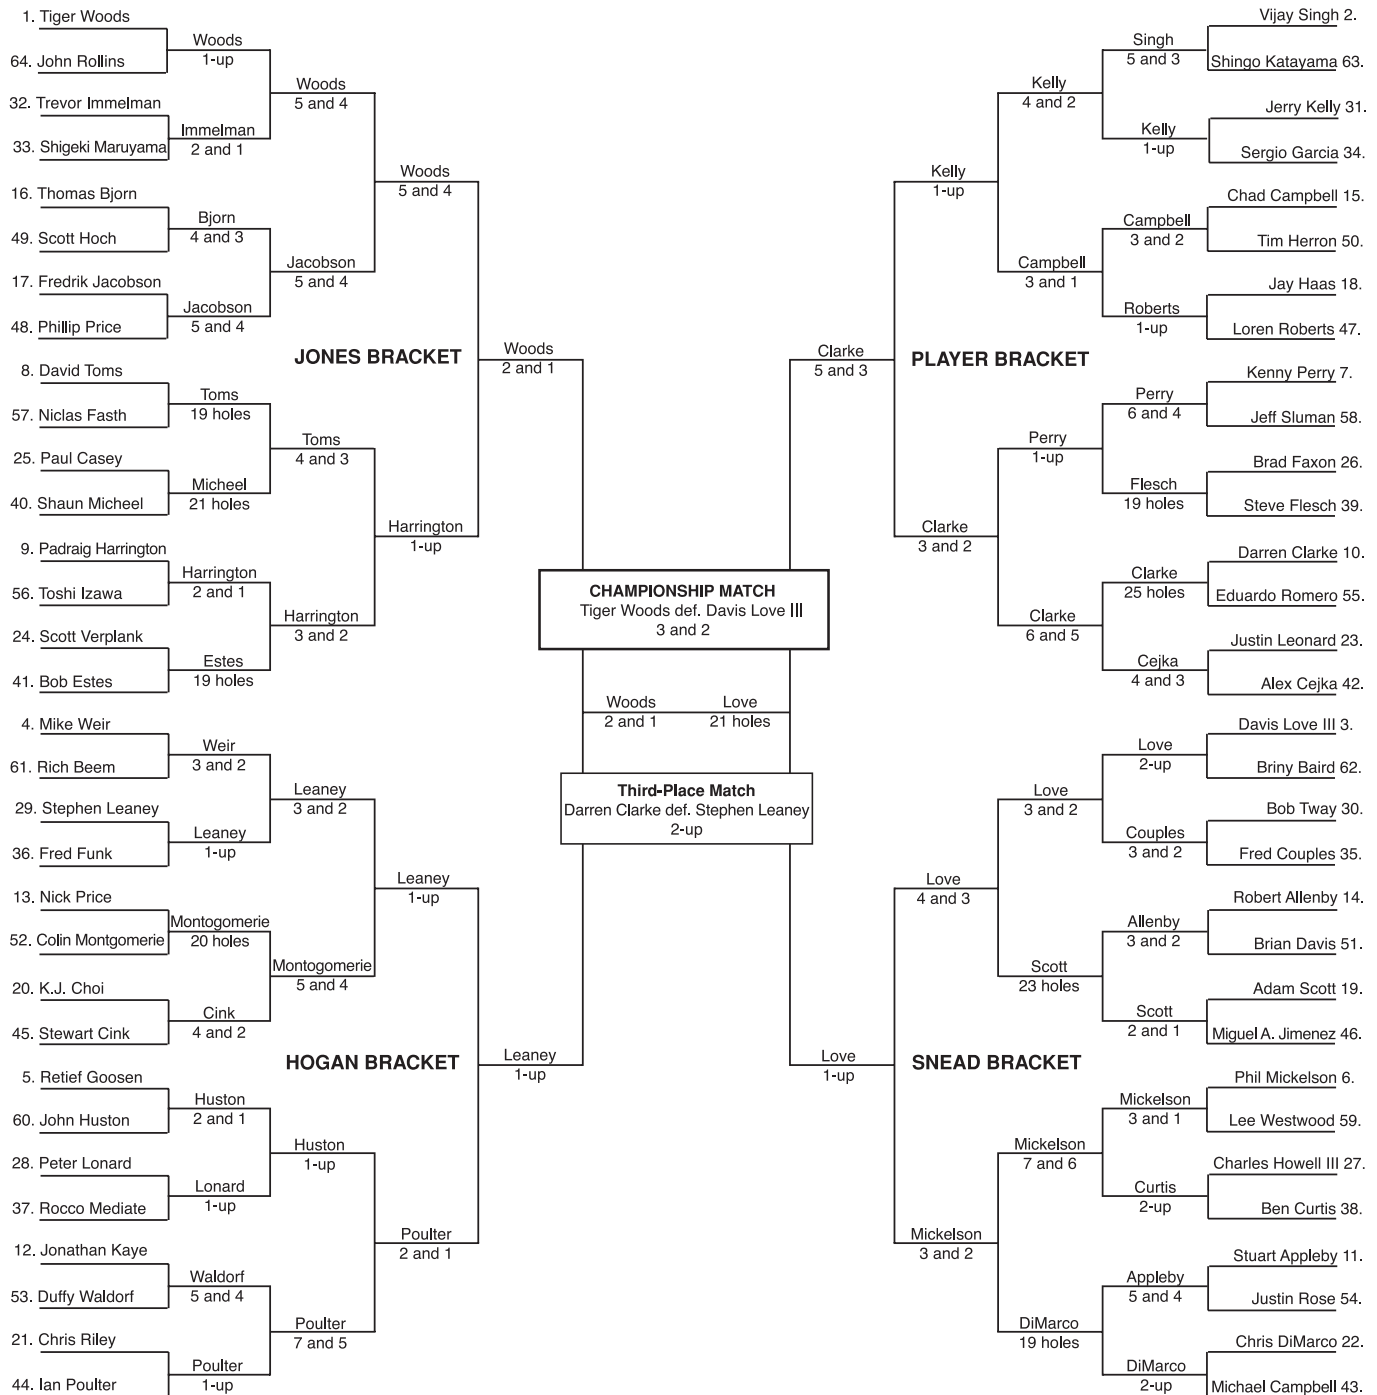 1. Tiger Woods
64. John Rollins
32. Trevor Immelman
33. Shigeki Maruyama
16. Thomas Bjorn
49. Scott Hoch
17. Fredrik Jacobson
48. Phillip Price
8. David Toms
57. Niclas Fasth
25. Paul Casey
40. Shaun Micheel
9. Padraig Harrington
56. Toshi Izawa
24. Scott Verplank
41. Bob Estes
Woods
1-up
Immelman
2 and 1
Bjorn
4 and 3
Jacobson
5 and 4
Toms
19 holes
Micheel
21 holes
Harrington
2 and 1
Estes
19 holes
Woods
5 and 4
Jacobson
5 and 4
Toms
4 and 3
Harrington
3 and 2
Woods
5 and 4
Harrington
1-up
JONES BRACKET
Woods
2 and 1
4. Mike Weir
61. Rich Beem
29. Stephen Leaney
36. Fred Funk
13. Nick Price
52. Colin Montgomerie
20. K.J. Choi
45. Stewart Cink
5. Retief Goosen
60. John Huston
28. Peter Lonard
37. Rocco Mediate
12. Jonathan Kaye
53. Duffy Waldorf
21. Chris Riley
44. Ian Poulter
Weir
3 and 2
Leaney
1-up
Montogomerie
20 holes
Cink
4 and 2
Huston
2 and 1
Lonard
1-up
Waldorf
5 and 4
Poulter
1-up
Leaney
3 and 2
Montogomerie
5 and 4
Huston
1-up
Poulter
7 and 5
Leaney
1-up
Poulter
2 and 1
HOGAN BRACKET
Leaney
1-up
CHAMPIONSHIP MATCH
Tiger Woods def. Davis Love III
3 and 2
Woods
2 and 1
Love
21 holes
Third-Place Match
Darren Clarke def. Stephen Leaney
2-up
Clarke
5 and 3
PLAYER BRACKET
Kelly
1-up
Clarke
3 and 2
Kelly
4 and 2
Campbell
3 and 1
Perry
1-up
Clarke
6 and 5
Singh
5 and 3
Kelly
1-up
Campbell
3 and 2
Roberts
1-up
Perry
6 and 4
Flesch
19 holes
Clarke
25 holes
Cejka
4 and 3
Vijay Singh 2.
Shingo Katayama 63.
Jerry Kelly 31.
Sergio Garcia 34.
Chad Campbell 15.
Tim Herron 50.
Jay Haas 18.
Loren Roberts 47.
Kenny Perry 7.
Jeff Sluman 58.
Brad Faxon 26.
Steve Flesch 39.
Darren Clarke 10.
Eduardo Romero 55.
Justin Leonard 23.
Alex Cejka 42.
Love
1-up
SNEAD BRACKET
Love
4 and 3
Mickelson
3 and 2
Love
3 and 2
Scott
23 holes
Mickelson
7 and 6
DiMarco
19 holes
Love
2-up
Couples
3 and 2
Allenby
3 and 2
Scott
2 and 1
Mickelson
3 and 1
Curtis
2-up
Appleby
5 and 4
DiMarco
2-up
Davis Love III 3.
Briny Baird 62.
Bob Tway 30.
Fred Couples 35.
Robert Allenby 14.
Brian Davis 51.
Adam Scott 19.
Miguel A. Jimenez 46.
Phil Mickelson 6.
Lee Westwood 59.
Charles Howell III 27.
Ben Curtis 38.
Stuart Appleby 11.
Justin Rose 54.
Chris DiMarco 22.
Michael Campbell 43.